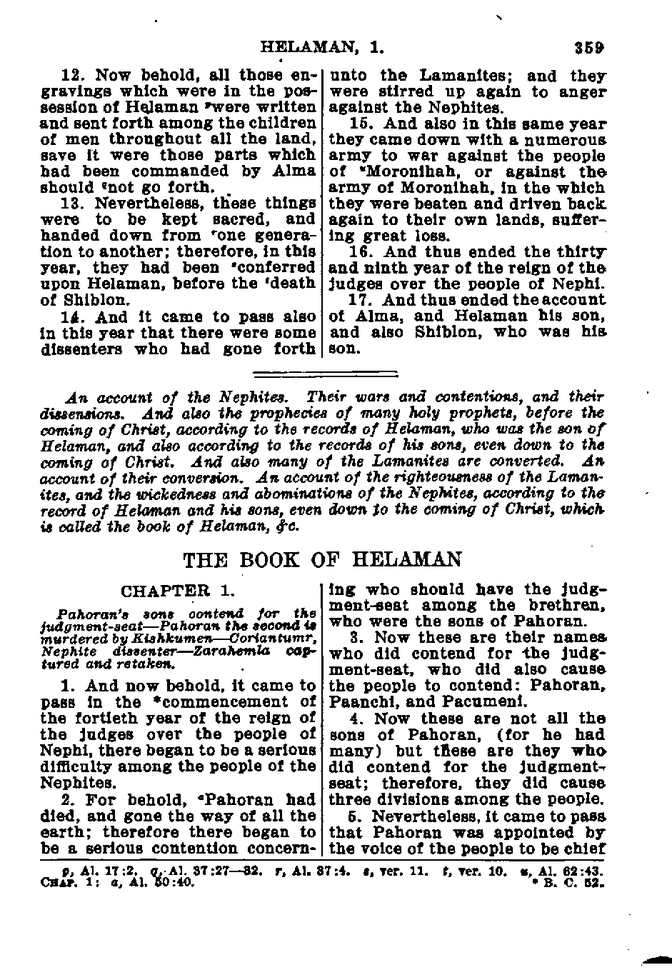 HELAMAN, 1.
359
12. Now behold, all those en-
gravings which were in the pos-
session of Helaman ᵖwere written
and sent forth among the children
of men throughout all the land,
save it were those parts which
had been commanded by Alma
should ᑫnot go forth.
13. Nevertheless, these things
were to be kept sacred, and
handed down from ʳone genera-
tion to another; therefore, in this
year, they had been ˢconferred
upon Helaman, before the ᵗdeath
of Shiblon.
14. And it came to pass also
in this year that there were some
dissenters who had gone forth
unto the Lamanites; and they
were stirred up again to anger
against the Nephites.
15. And also in this same year
they came down with a numerous
army to war against the people
of ᵘMoronihah, or against the
army of Moronihah, in the which
they were beaten and driven back
again to their own lands, suffer-
ing great loss.
16. And thus ended the thirty
and ninth year of the reign of the
judges over the people of Nephi.
17. And thus ended the account
of Alma, and Helaman his son,
and also Shiblon, who was his
son.
An account of the Nephites. Their wars and contentions, and their
dissensions. And also the prophecies of many holy prophets, before the
coming of Christ, according to the records of Helaman, who was the son of
Helaman, and also according to the records of his sons, even down to the
coming of Christ. And also many of the Lamanites are converted. An
account of their conversion. An account of the righteousness of the Laman-
ites, and the wickedness and abominations of the Nephites, according to the
record of Helaman and his sons, even down to the coming of Christ, which
is called the book of Helaman, &c.
THE BOOK OF HELAMAN
CHAPTER 1.
Pahoran's sons contend for the
judgment-seat—Pahoran the second is
murdered by Kishkumen—Coriantumr,
Nephite dissenter—Zarahemla cap-
tured and retaken.
1. And now behold, it came to
pass in the *commencement of
the fortieth year of the reign of
the judges over the people of
Nephi, there began to be a serious
difficulty among the people of the
Nephites.
2. For behold, ᵃPahoran had
died, and gone the way of all the
earth; therefore there began to
be a serious contention concern-
ing who should have the judg-
ment-seat among the brethren,
who were the sons of Pahoran.
3. Now these are their names
who did contend for the judg-
ment-seat, who did also cause
the people to contend: Pahoran,
Paanchi, and Pacumeni.
4. Now these are not all the
sons of Pahoran, (for he had
many) but these are they who
did contend for the judgment-
seat; therefore, they did cause
three divisions among the people.
5. Nevertheless, it came to pass
that Pahoran was appointed by
the voice of the people to be chief
p, Al. 17:2. q, Al. 37:27—32. r, Al. 37:4. s, ver. 11. t, ver. 10. u, Al. 62:43.
CHAP. 1: a, Al. 50:40. * B. C. 52.